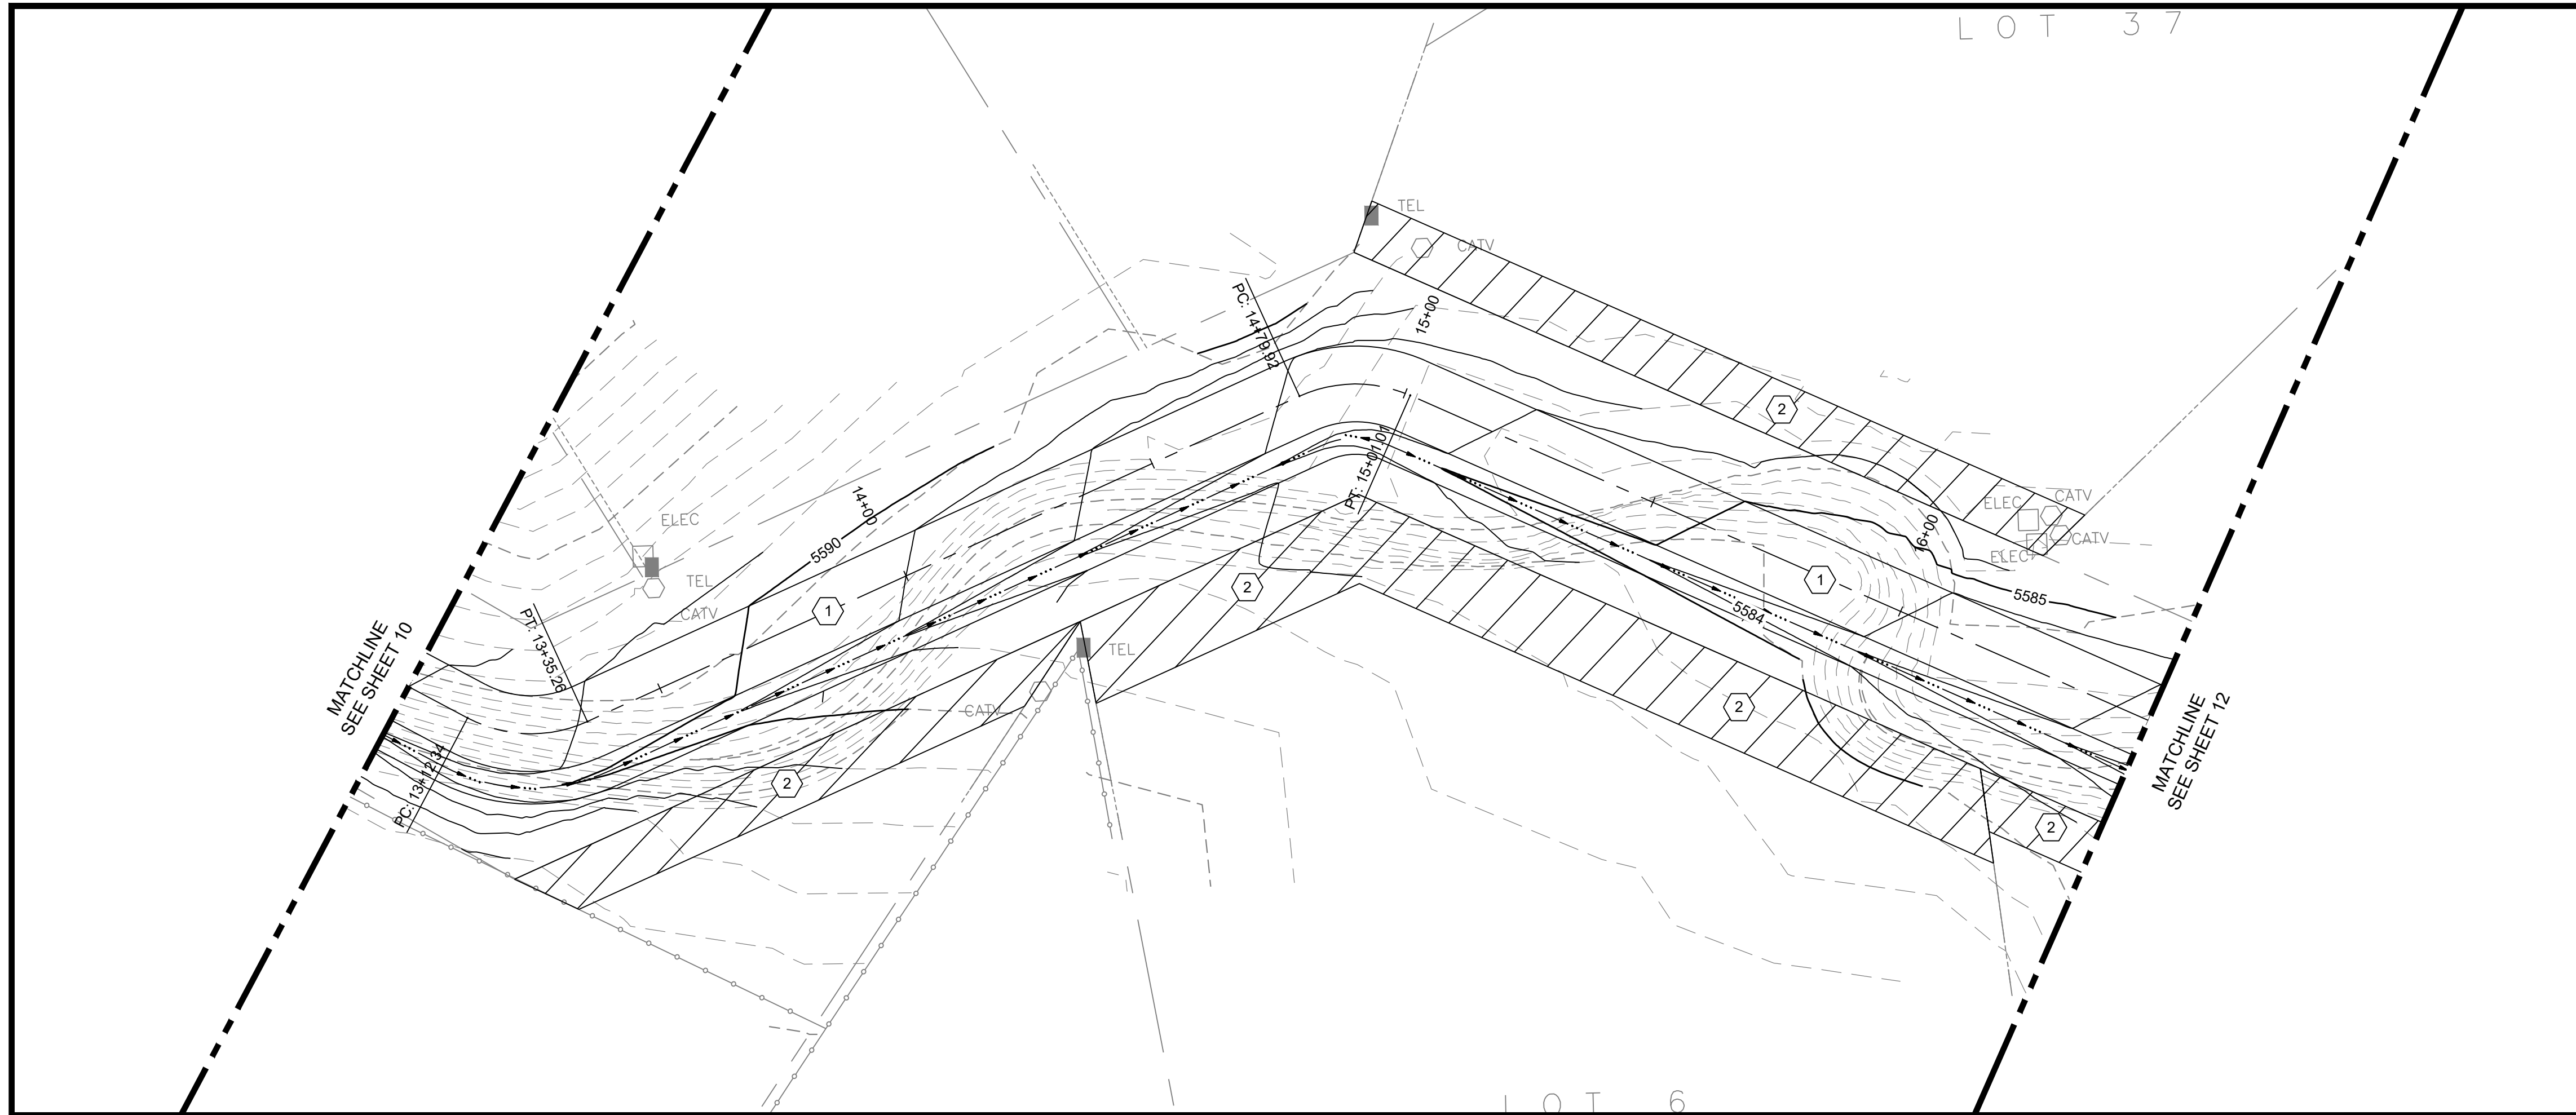 LOT 37
TEL
CATV
PC: 14+79.92
15+00
2
PT: 15+01.01
14+00
ELEC
5590
TEL
CATV
1
PT: 13+35.26
MATCHLINE
SEE SHEET 10
PC: 13+12.34
2
TEL
CATV
2
ELEC
CATV
16+00
CATV
ELEC
1
5585
5584
2
2
MATCHLINE
SEE SHEET 12
LOT 6